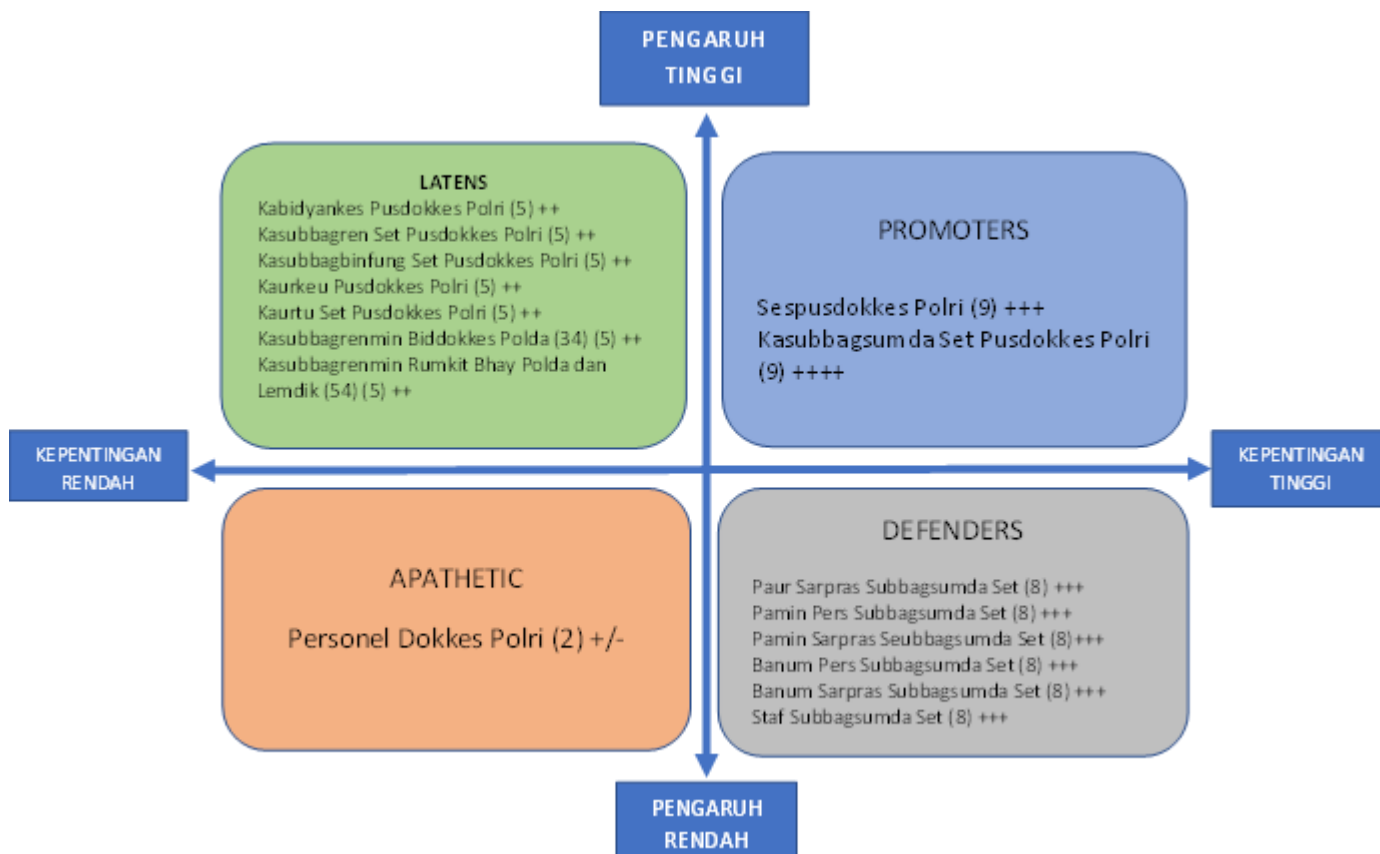 PENGARUH
TINGGI
LATENS
Kabidyankes Pusdokkes Polri (5) ++
Kasubbagren Set Pusdokkes Polri (5) ++
Kasubbagbinfung Set Pusdokkes Polri (5) ++
Kaurkeu Pusdokkes Polri (5) ++
Kaurtu Set Pusdokkes Polri (5) ++
Kasubbagrenmin Biddokkes Polda (34) (5) ++
Kasubbagrenmin Rumkit Bhay Polda dan
Lemdik (54) (5) ++
PROMOTERS
Sespusdokkes Polri (9) +++
Kasubbagsumda Set Pusdokkes Polri
(9) ++++
KEPENTINGAN
RENDAH
KEPENTINGAN
TINGGI
APATHETIC
Personel Dokkes Polri (2) +/-
DEFENDERS
Paur Sarpras Subbagsumda Set (8) +++
Pamin Pers Subbagsumda Set (8) +++
Pamin Sarpras Seubbagsumda Set (8)+++
Banum Pers Subbagsumda Set (8) +++
Banum Sarpras Subbagsumda Set (8) +++
Staf Subbagsumda Set (8) +++
PENGARUH
RENDAH